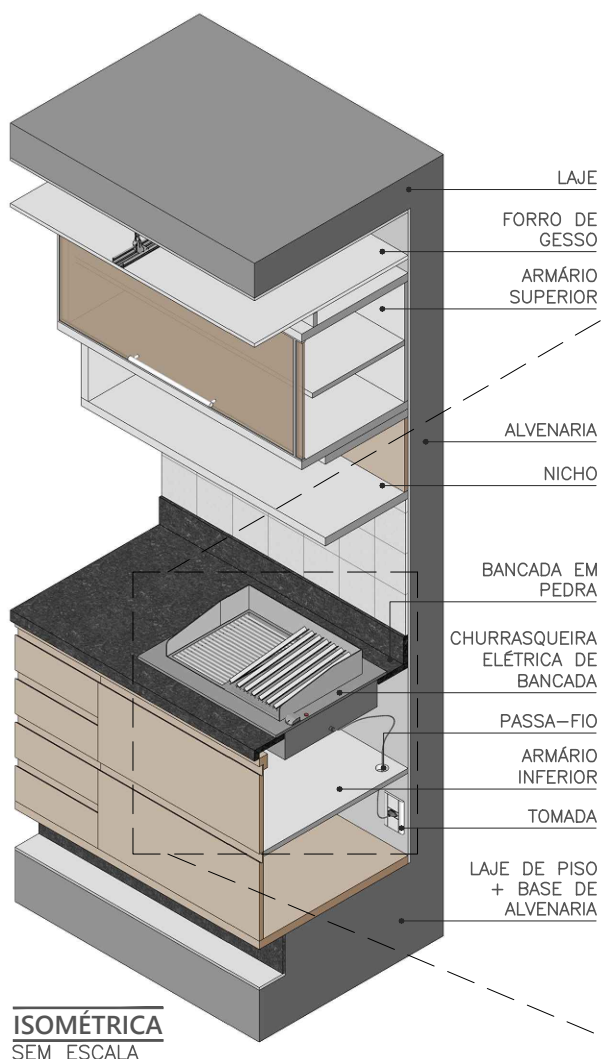 LAJE
FORRO DE
GESSO
ARMÁRIO
SUPERIOR
ALVENARIA
NICHO
BANCADA EM
PEDRA
CHURRASQUEIRA
ELÉTRICA DE
BANCADA
PASSA-FIO
ARMÁRIO
INFERIOR
TOMADA
LAJE DE PISO
+ BASE DE
ALVENARIA
ISOMÉTRICA
SEM ESCALA